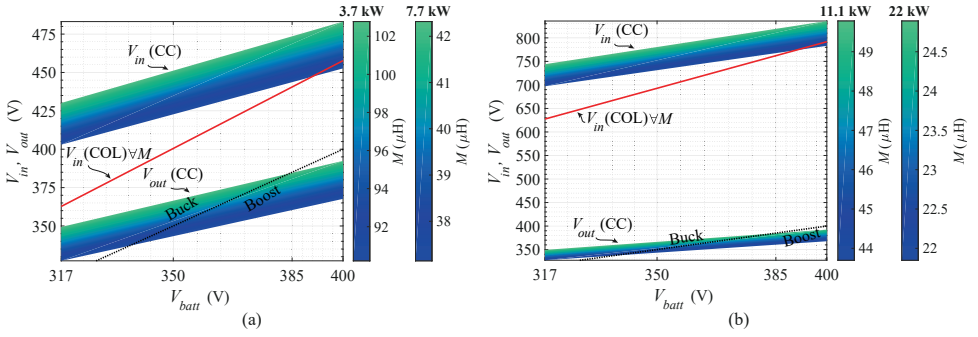 3.7 kW 7.7 kW
475
450
425
400
375
350
V_in, V_out (V)
V_in (CC)
V_in (COL)∀M
V_out (CC)
Buck
Boost
317 350 385 400
V_batt (V)
(a)
102
100
98
96
94
92
M (μH)
42
41
40
39
38
M (μH)
11.1 kW 22 kW
800
750
700
650
600
550
500
450
400
350
V_in, V_out (V)
V_in (CC)
V_in (COL)∀M
V_out (CC)
Buck
Boost
317 350 385 400
V_batt (V)
(b)
49
48
47
46
45
44
M (μH)
24.5
24
23.5
23
22.5
22
M (μH)